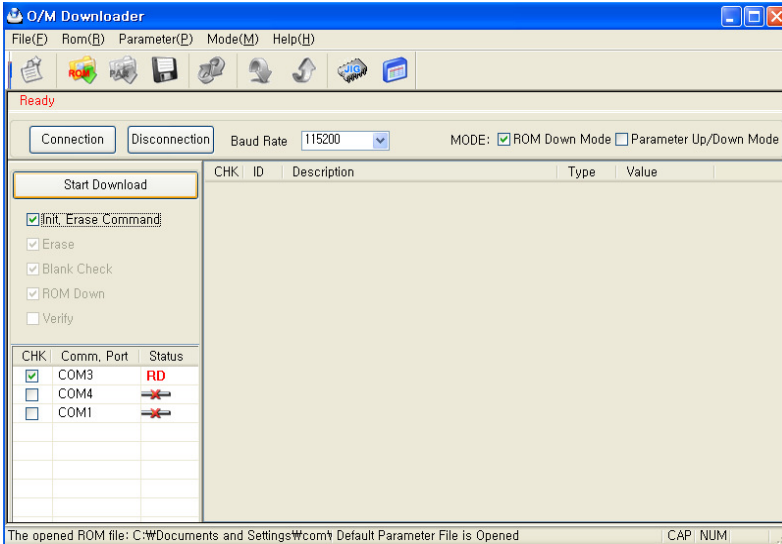 O/M Downloader
File(F) Rom(R) Parameter(P) Mode(M) Help(H)
ROM PAR JIG
Ready
Connection Disconnection Baud Rate 115200 MODE: ROM Down Mode Parameter Up/Down Mode
CHK ID Description Type Value
Start Download
Init, Erase Command
Erase
Blank Check
ROM Down
Verify
CHK Comm, Port Status
COM3 RD
COM4
COM1
The opened ROM file: C:₩Documents and Settings₩com₩ Default Parameter File is Opened CAP NUM